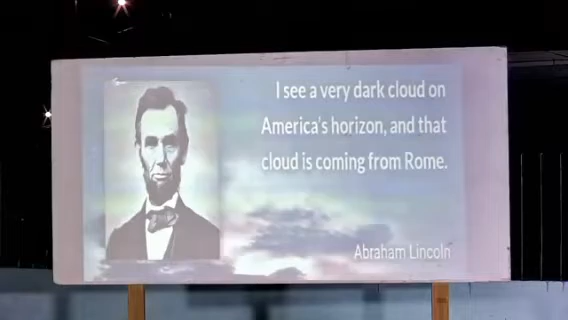 I see a very dark cloud on
America's horizon, and that
cloud is coming from Rome.
Abraham Lincoln